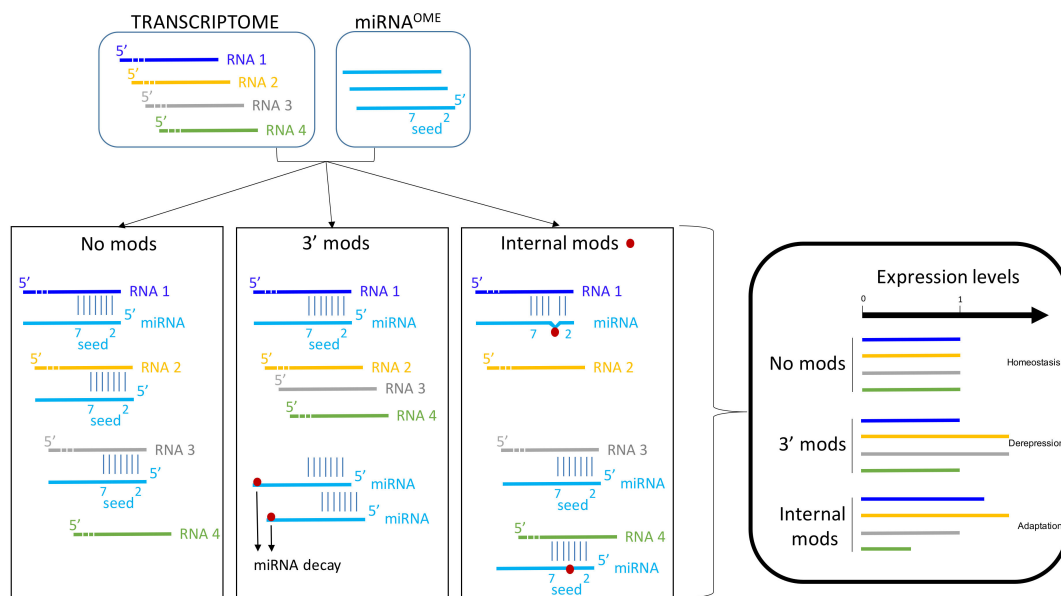 TRANSCRIPTOME
miRNA^OME
5’
RNA 1
5’
RNA 2
5’
RNA 3
5’
RNA 4
5’
7 2
seed
No mods
5’
RNA 1
5’
miRNA
7 2
seed
5’
RNA 2
5’
7 2
seed
5’
RNA 3
5’
7 2
seed
5’
RNA 4
3’ mods
5’
RNA 1
5’
miRNA
7 2
seed
5’
RNA 2
5’
RNA 3
5’
RNA 4
5’
miRNA
5’
miRNA
miRNA decay
Internal mods
5’
RNA 1
miRNA
7 2
seed
5’
RNA 2
5’
RNA 3
5’
7 2
seed
5’
RNA 4
5’
miRNA
7 2
seed
Expression levels
0 1
No mods
Homeostasis
3’ mods
Derepression
Internal
mods
Adaptation